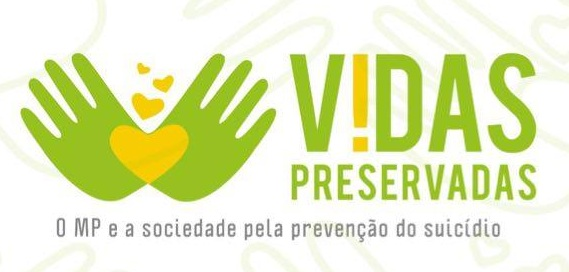 V!DAS
PRESERVADAS
O MP e a sociedade pela prevenção do suicídio